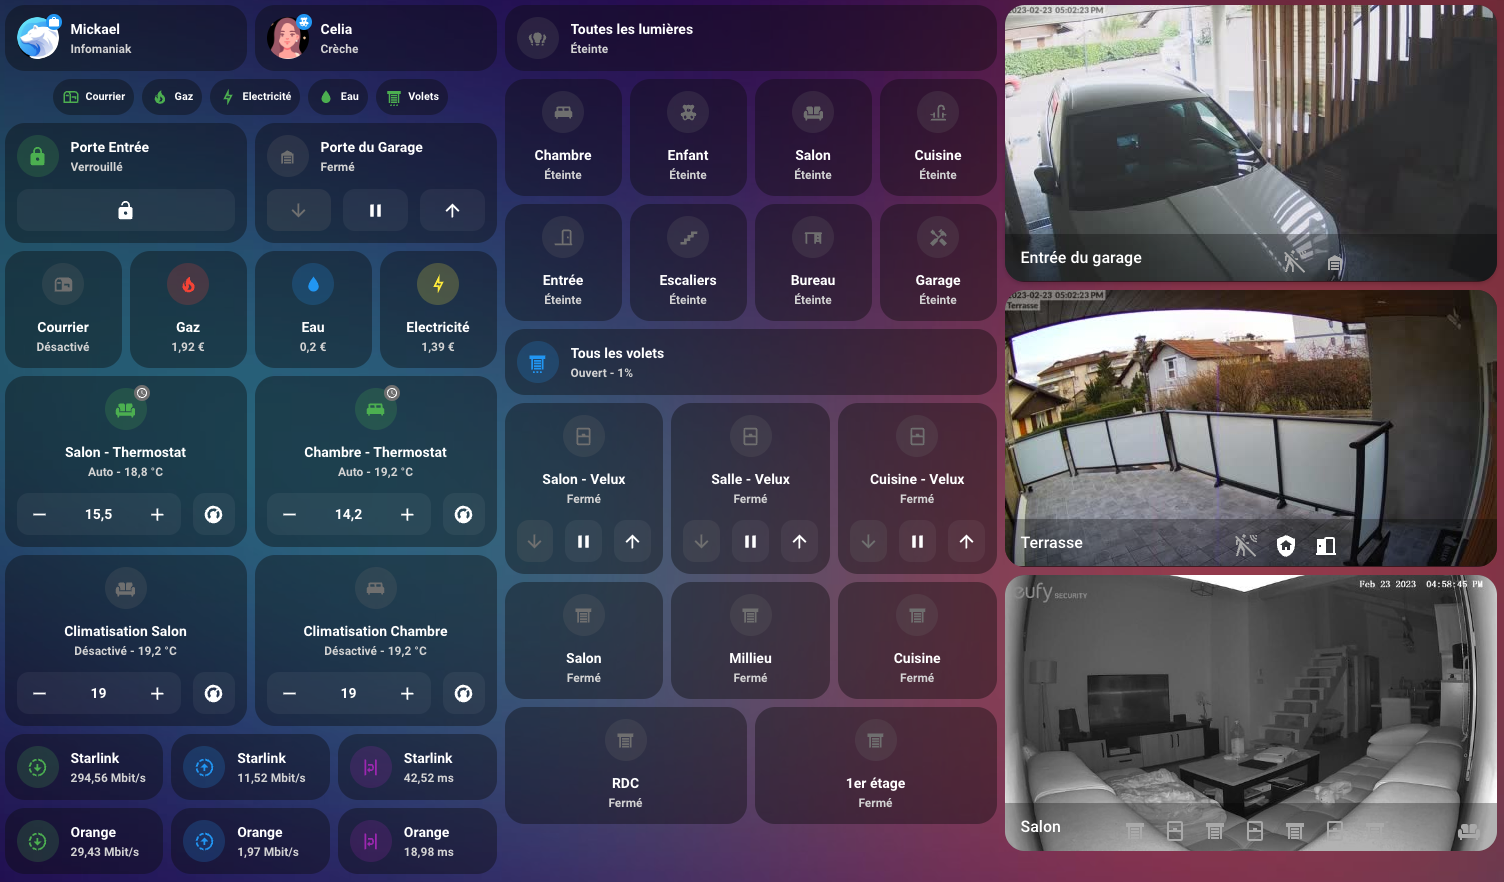 Mickael
Infomaniak
Celia
Crèche
Courrier
Gaz
Electricité
Eau
Volets
Porte Entrée
Verrouillé
Porte du Garage
Fermé
Courrier
Désactivé
Gaz
1,92 €
Eau
0,2 €
Electricité
1,39 €
Salon - Thermostat
Auto - 18,8 °C
15,5
Chambre - Thermostat
Auto - 19,2 °C
14,2
Climatisation Salon
Désactivé - 19,2 °C
19
Climatisation Chambre
Désactivé - 19,2 °C
19
Starlink
294,56 Mbit/s
Starlink
11,52 Mbit/s
Starlink
42,52 ms
Orange
29,43 Mbit/s
Orange
1,97 Mbit/s
Orange
18,98 ms
Toutes les lumières
Éteinte
Chambre
Éteinte
Enfant
Éteinte
Salon
Éteinte
Cuisine
Éteinte
Entrée
Éteinte
Escaliers
Éteinte
Bureau
Éteinte
Garage
Éteinte
Tous les volets
Ouvert - 1%
Salon - Velux
Fermé
Salle - Velux
Fermé
Cuisine - Velux
Fermé
Salon
Fermé
Millieu
Fermé
Cuisine
Fermé
RDC
Fermé
1er étage
Fermé
023-02-23 05:02:23 PM
Entrée du garage
023-02-23 05:02:23 PM
Terrasse
Terrasse
eufy SECURITY
Feb 23 2023 04:58:45 PM
Salon